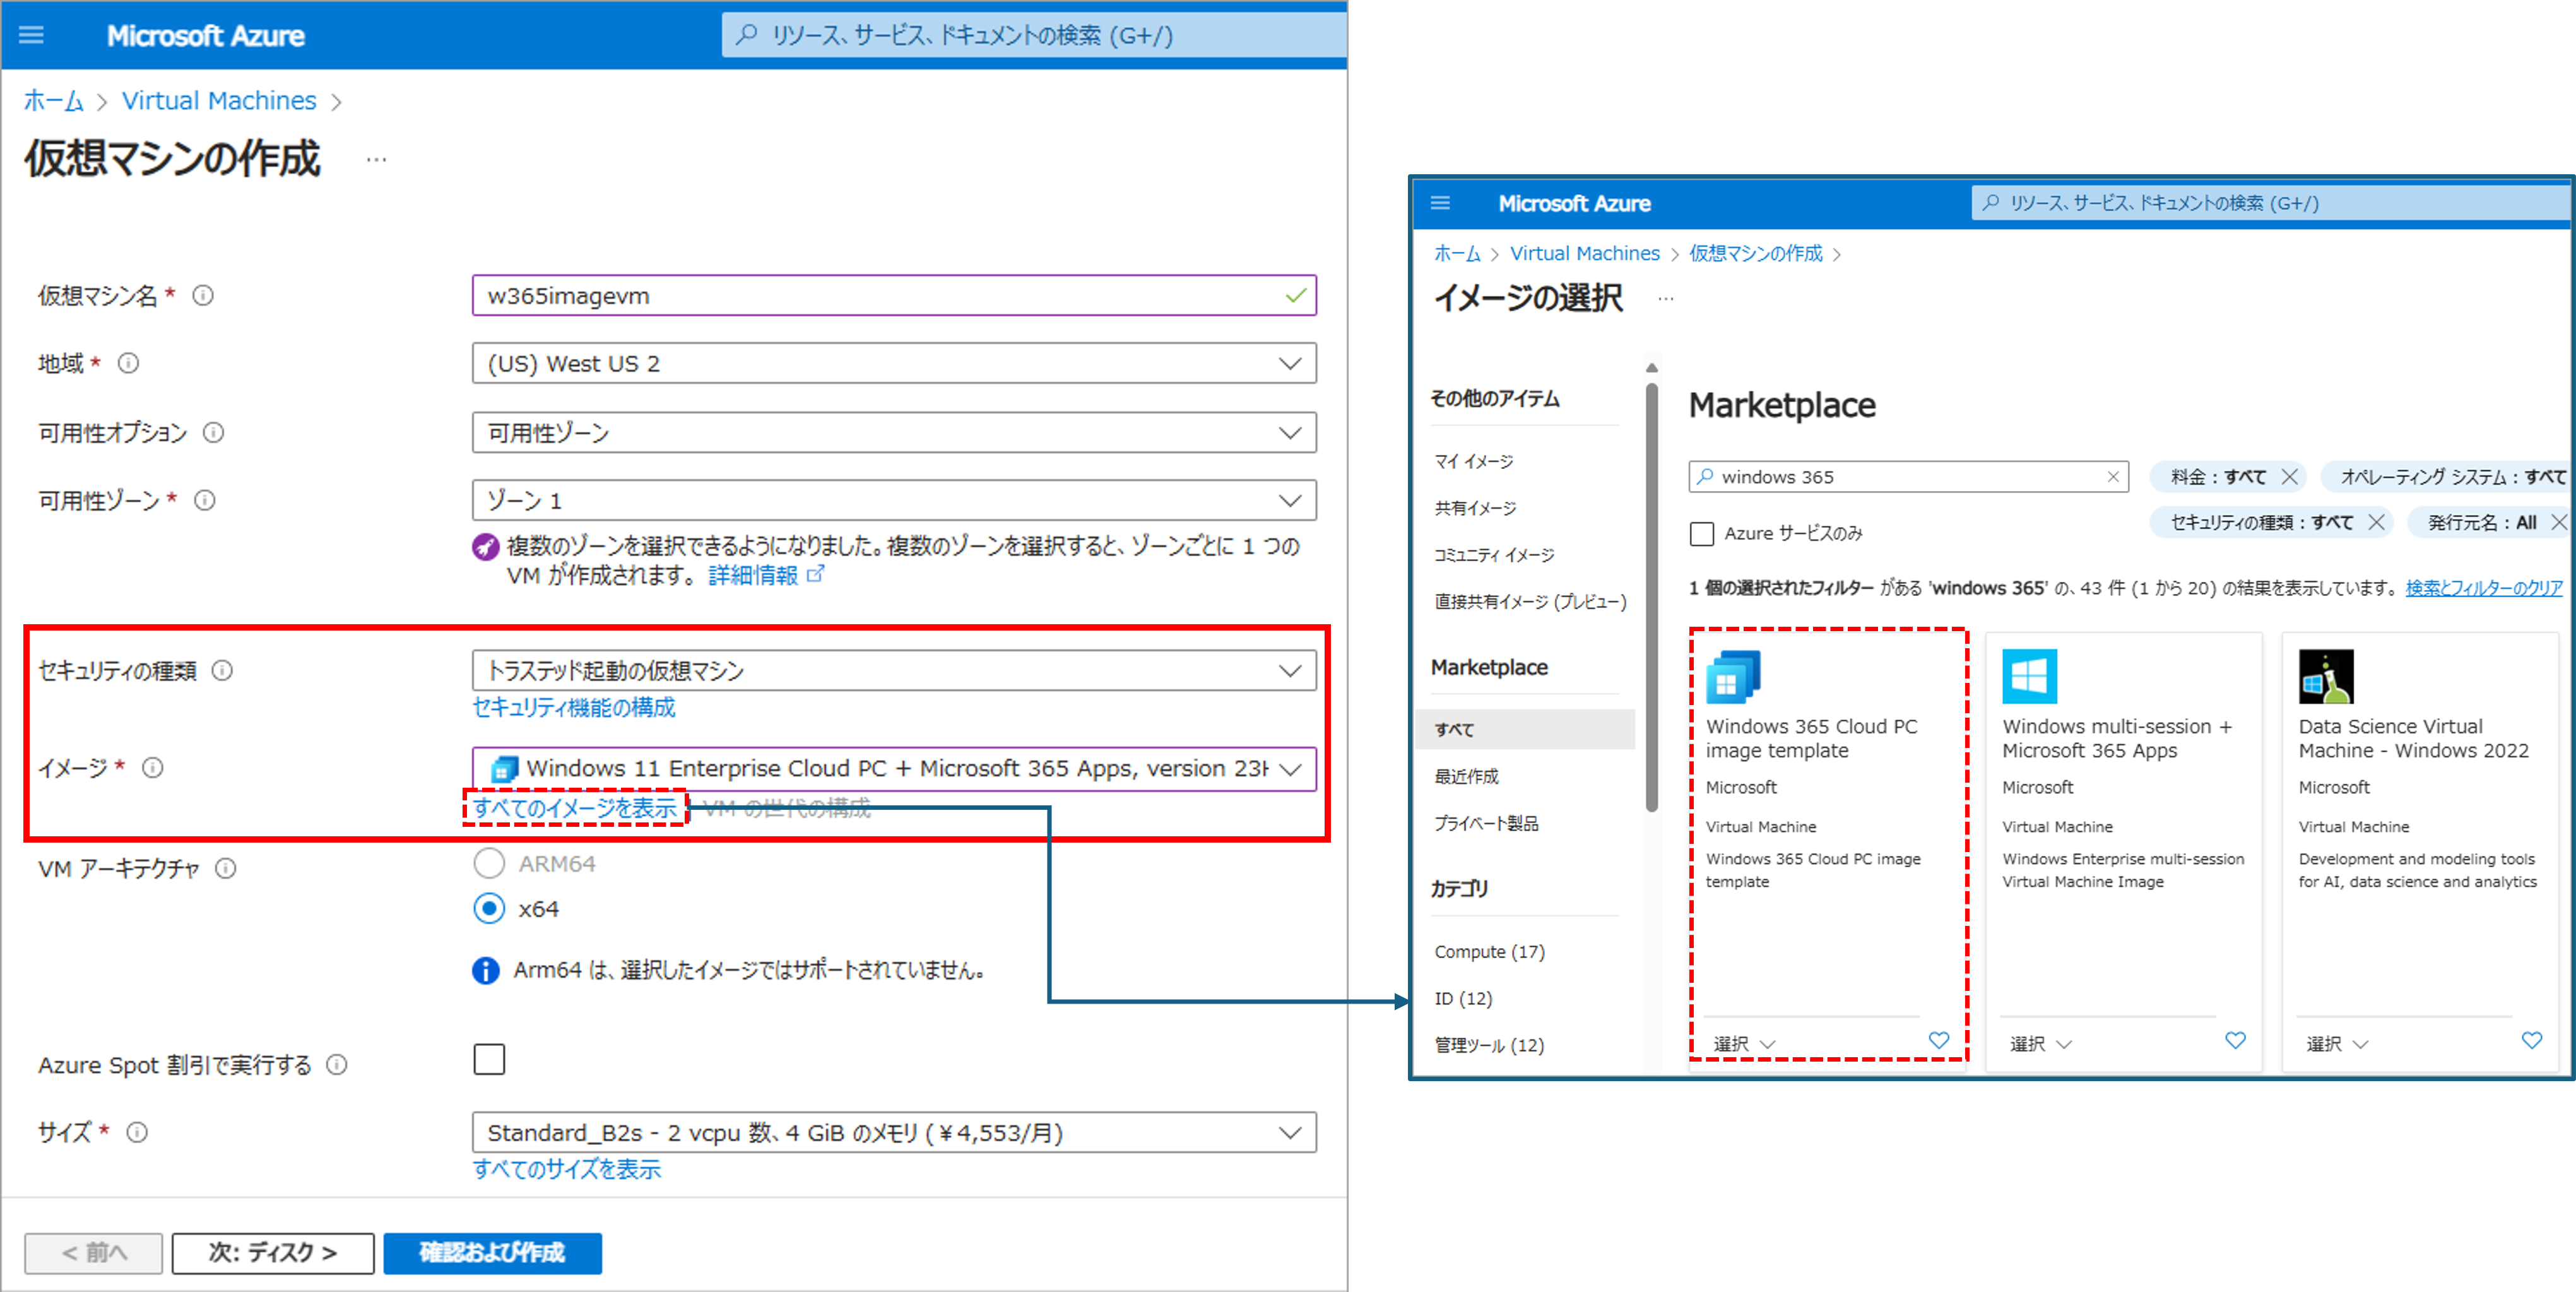 Microsoft Azure
リソース、サービス、ドキュメントの検索 (G+/)
ホーム > Virtual Machines >
仮想マシンの作成 …
仮想マシン名 *
w365imagevm
地域 *
(US) West US 2
可用性オプション
可用性ゾーン
可用性ゾーン *
ゾーン 1
複数のゾーンを選択できるようになりました。複数のゾーンを選択すると、ゾーンごとに 1 つの
VM が作成されます。 詳細情報
セキュリティの種類
トラステッド起動の仮想マシン
セキュリティ機能の構成
イメージ *
Windows 11 Enterprise Cloud PC + Microsoft 365 Apps, version 23H
すべてのイメージを表示 | VM の世代の構成
VM アーキテクチャ
ARM64
x64
Arm64 は、選択したイメージではサポートされていません。
Azure Spot 割引で実行する
サイズ *
Standard_B2s - 2 vcpu 数、4 GiB のメモリ (¥4,553/月)
すべてのサイズを表示
< 前へ
次: ディスク >
確認および作成
Microsoft Azure
リソース、サービス、ドキュメントの検索 (G+/)
ホーム > Virtual Machines > 仮想マシンの作成 >
イメージの選択 …
その他のアイテム
マイ イメージ
共有イメージ
コミュニティ イメージ
直接共有イメージ (プレビュー)
Marketplace
すべて
最近作成
プライベート製品
カテゴリ
Compute (17)
ID (12)
管理ツール (12)
Marketplace
windows 365
料金 : すべて
オペレーティング システム : すべて
Azure サービスのみ
セキュリティの種類 : すべて
発行元名 : All
1 個の選択されたフィルター がある 'windows 365' の、43 件 (1 から 20) の結果を表示しています。 検索とフィルターのクリア
Windows 365 Cloud PC
image template
Microsoft
Virtual Machine
Windows 365 Cloud PC image
template
選択
Windows multi-session +
Microsoft 365 Apps
Microsoft
Virtual Machine
Windows Enterprise multi-session
Virtual Machine Image
選択
Data Science Virtual
Machine - Windows 2022
Microsoft
Virtual Machine
Development and modeling tools
for AI, data science and analytics
選択